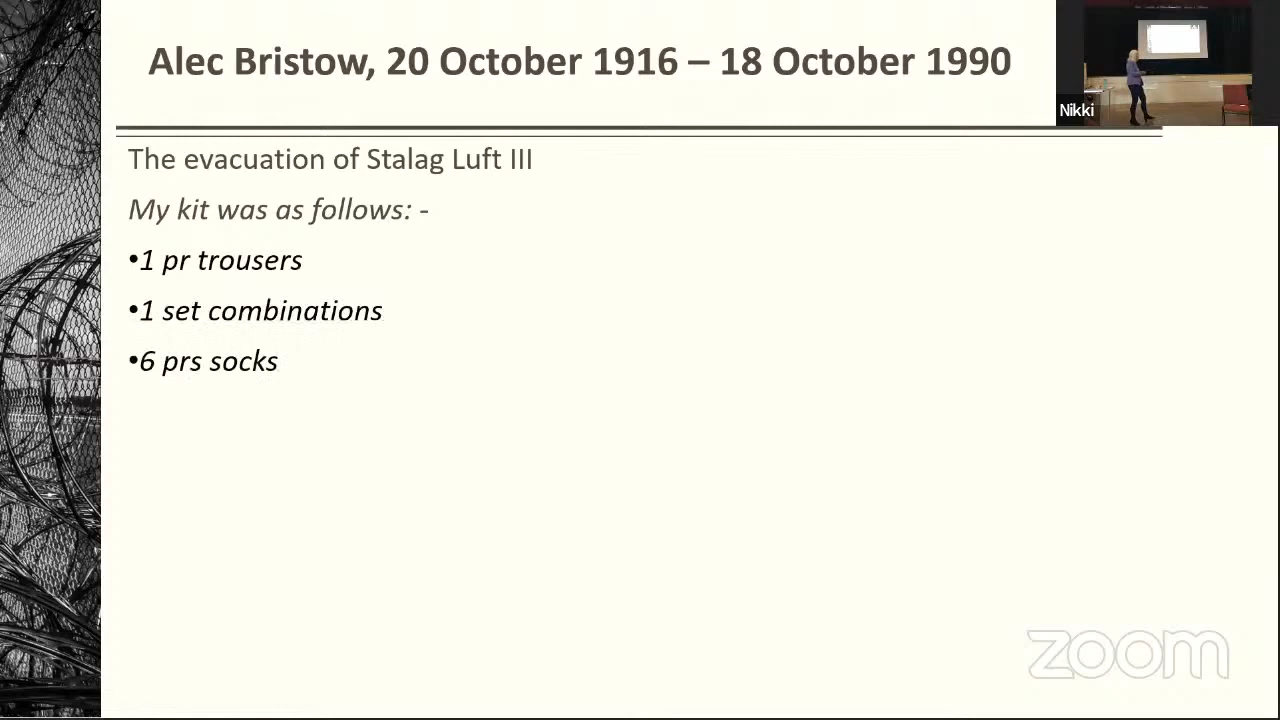 Alec Bristow, 20 October 1916 – 18 October 1990
Nikki
The evacuation of Stalag Luft III
My kit was as follows: -
•1 pr trousers
•1 set combinations
•6 prs socks
zoom